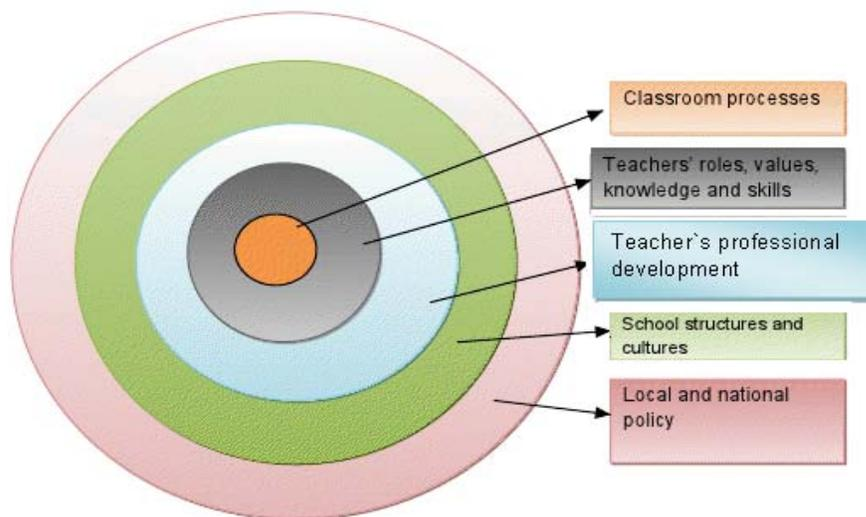 Classroom processes
Teachers' roles, values,
knowledge and skills
Teacher`s professional
development
School structures and
cultures
Local and national
policy